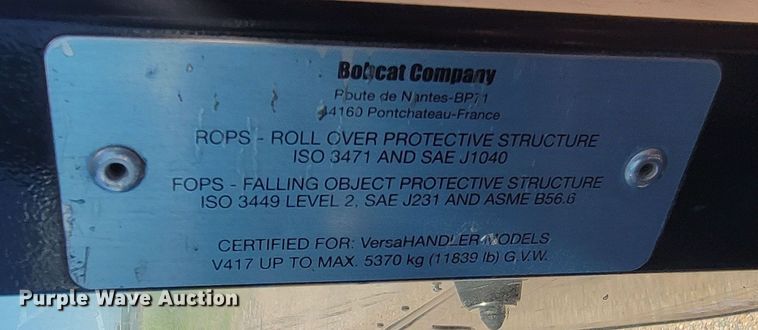 Bobcat Company
Route de Nantes-BP71
44160 Pontchateau-France
ROPS - ROLL OVER PROTECTIVE STRUCTURE
ISO 3471 AND SAE J1040
FOPS - FALLING OBJECT PROTECTIVE STRUCTURE
ISO 3449 LEVEL 2, SAE J231 AND ASME B56.6
CERTIFIED FOR: VersaHANDLER MODELS
V417 UP TO MAX. 5370 kg (11839 lb) G.V.W.
Purple Wave Auction